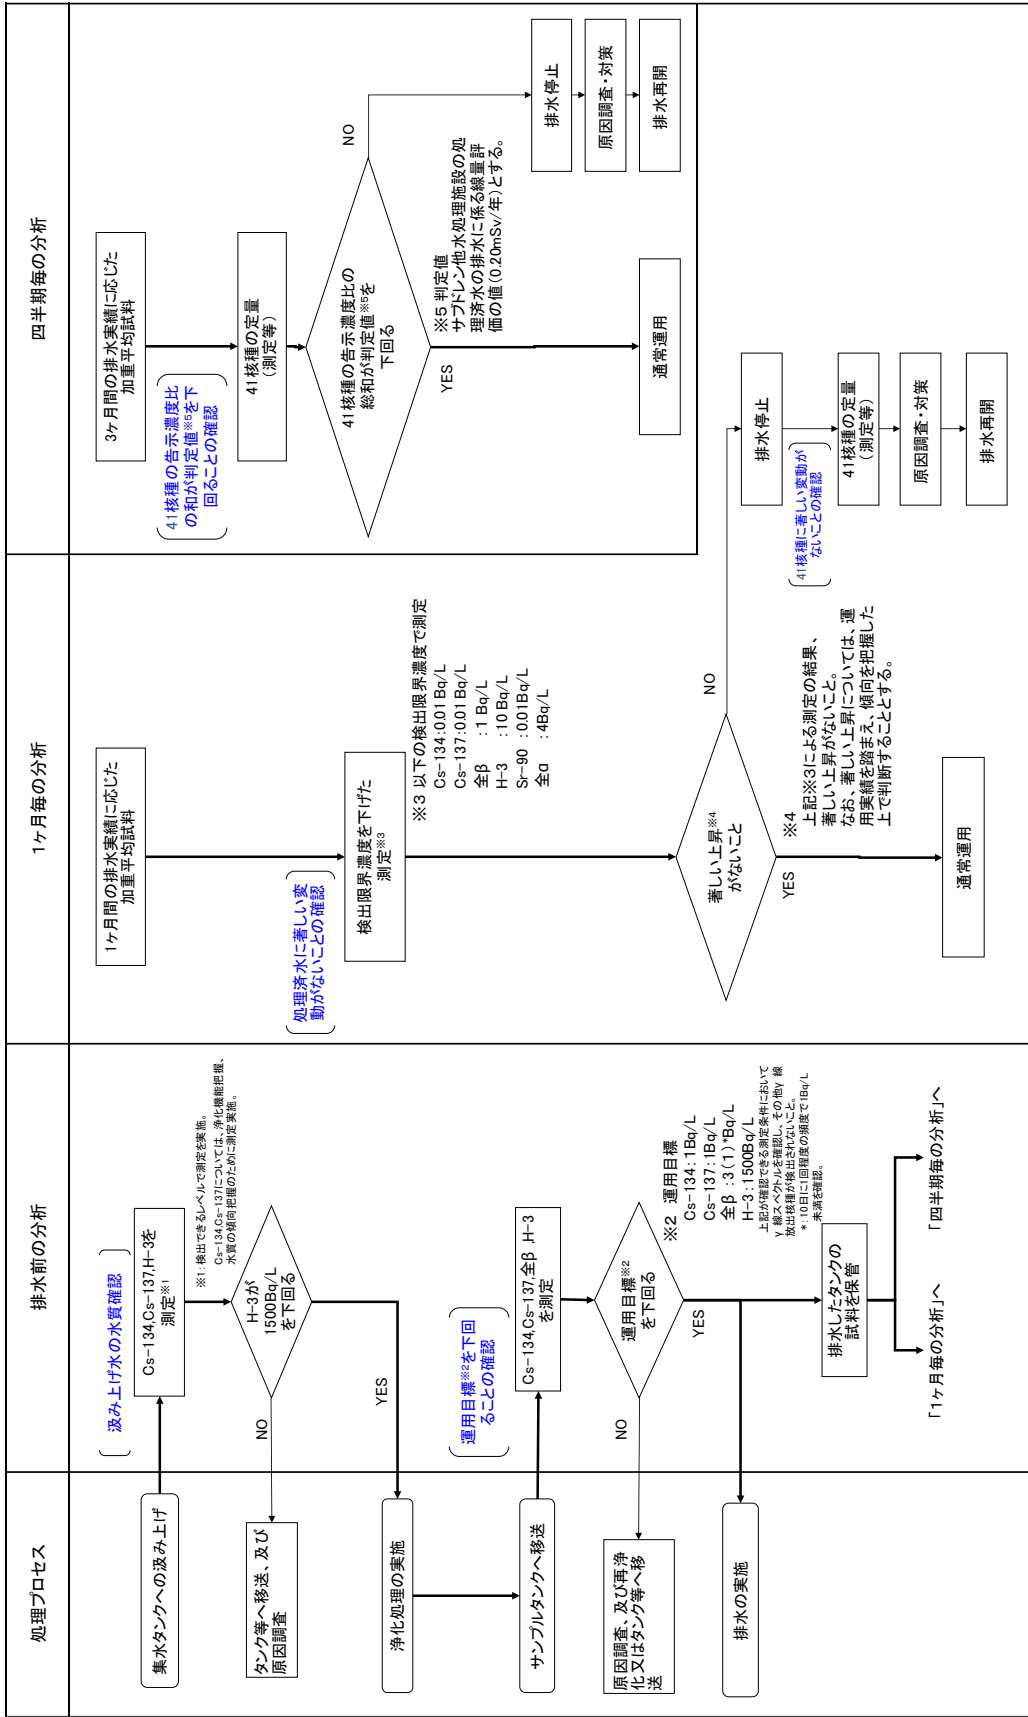 処理プロセス
集水タンクへの汲み上げ
タンク等へ移送、及び
原因調査
浄化処理の実施
サンプルタンクへ移送
原因調査、及び再浄
化又はタンク等へ移
送
排水の実施
排水前の分析
汲み上げ水の水質確認
Cs-134,Cs-137,H-3を
測定※1
※1:検出できるレベルで測定を実施。
Cs-134,Cs-137については、浄化機能把握、
水質の傾向把握のために測定実施。
H-3が
1500Bq/L
を下回る
NO
YES
運用目標※2を下回
ることの確認
Cs-134,Cs-137,全β,H-3
を測定
運用目標※2
を下回る
NO
YES
※2 運用目標
Cs-134:1Bq/L
Cs-137:1Bq/L
全β :3(1)*Bq/L
H-3:1500Bq/L
上記が確認できる測定条件において
γ線スペクトルを確認し、その他γ線
放出核種が検出されないこと。
*:10日に1回程度の頻度で1Bq/L
未満を確認。
排水したタンクの
試料を保管
「1ヶ月毎の分析」へ
「四半期毎の分析」へ
1ヶ月毎の分析
1ヶ月間の排水実績に応じた
加重平均試料
処理済水に著しい変
動がないことの確認
検出限界濃度を下げた
測定※3
※3 以下の検出限界濃度で測定
Cs-134:0.01Bq/L
Cs-137:0.01Bq/L
全β :1 Bq/L
H-3 :10 Bq/L
Sr-90 :0.01Bq/L
全α :4Bq/L
著しい上昇※4
がないこと
NO
YES
※4
上記※3による測定の結果、
著しい上昇がないこと。
なお、著しい上昇については、運
用実績を踏まえ、傾向を把握した
上で判断することとする。
通常運用
排水停止
41核種に著しい変動が
ないことの確認
41核種の定量
(測定等)
原因調査・対策
排水再開
四半期毎の分析
3ヶ月間の排水実績に応じた
加重平均試料
41核種の告示濃度比
の和が判定値※5を下
回ることの確認
41核種の定量
(測定等)
41核種の告示濃度比の
総和が判定値※5を
下回る
NO
YES
※5 判定値
サブドレン他水処理施設の処
理済水の排水に係る線量評
価の値(0.20mSv/年)とする。
通常運用
排水停止
原因調査・対策
排水再開